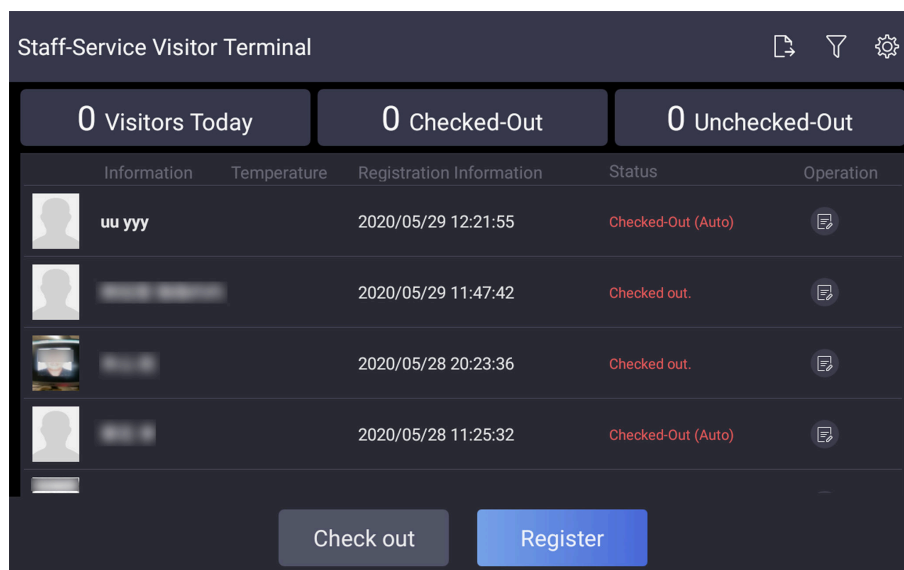 Staff-Service Visitor Terminal
0 Visitors Today
0 Checked-Out
0 Unchecked-Out
Information Temperature Registration Information Status Operation
uu yyy 2020/05/29 12:21:55 Checked-Out (Auto)
2020/05/29 11:47:42 Checked out.
2020/05/28 20:23:36 Checked out.
2020/05/28 11:25:32 Checked-Out (Auto)
Check out
Register